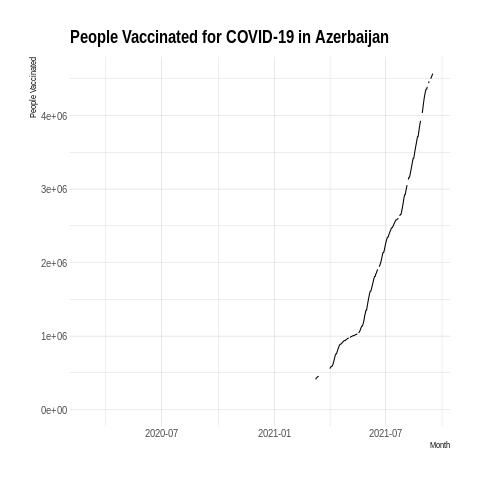 People Vaccinated for COVID-19 in Azerbaijan
People Vaccinated
4e+06
3e+06
2e+06
1e+06
0e+00
2020-07 2021-01 2021-07
Month